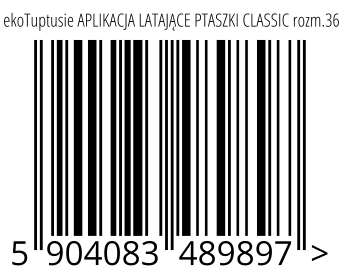 ekoTuptusie APLIKACJA LATAJĄCE PTASZKI CLASSIC rozm.36
5 904083 489897 >